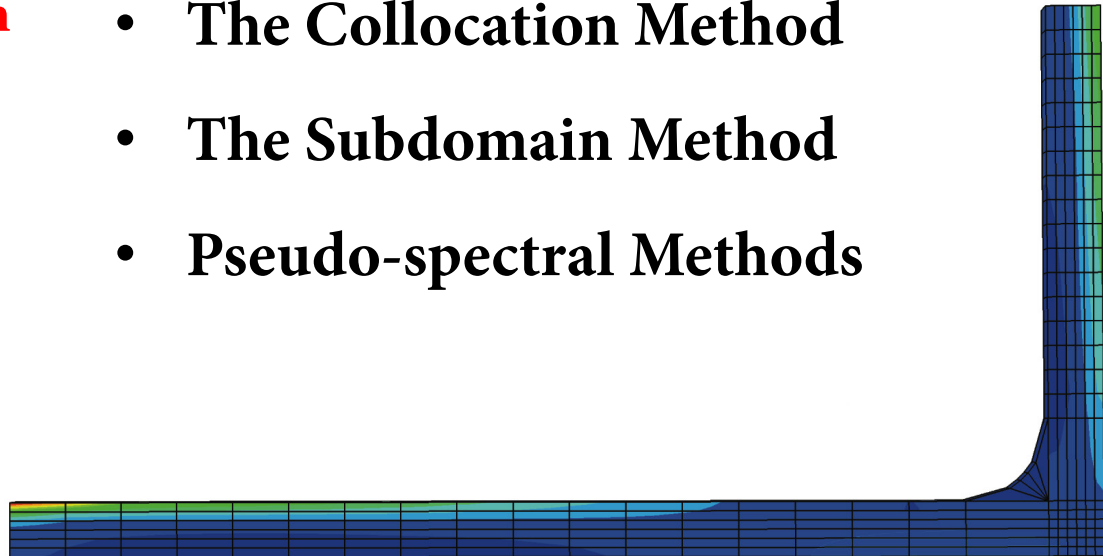 • The Collocation Method
• The Subdomain Method
• Pseudo-spectral Methods